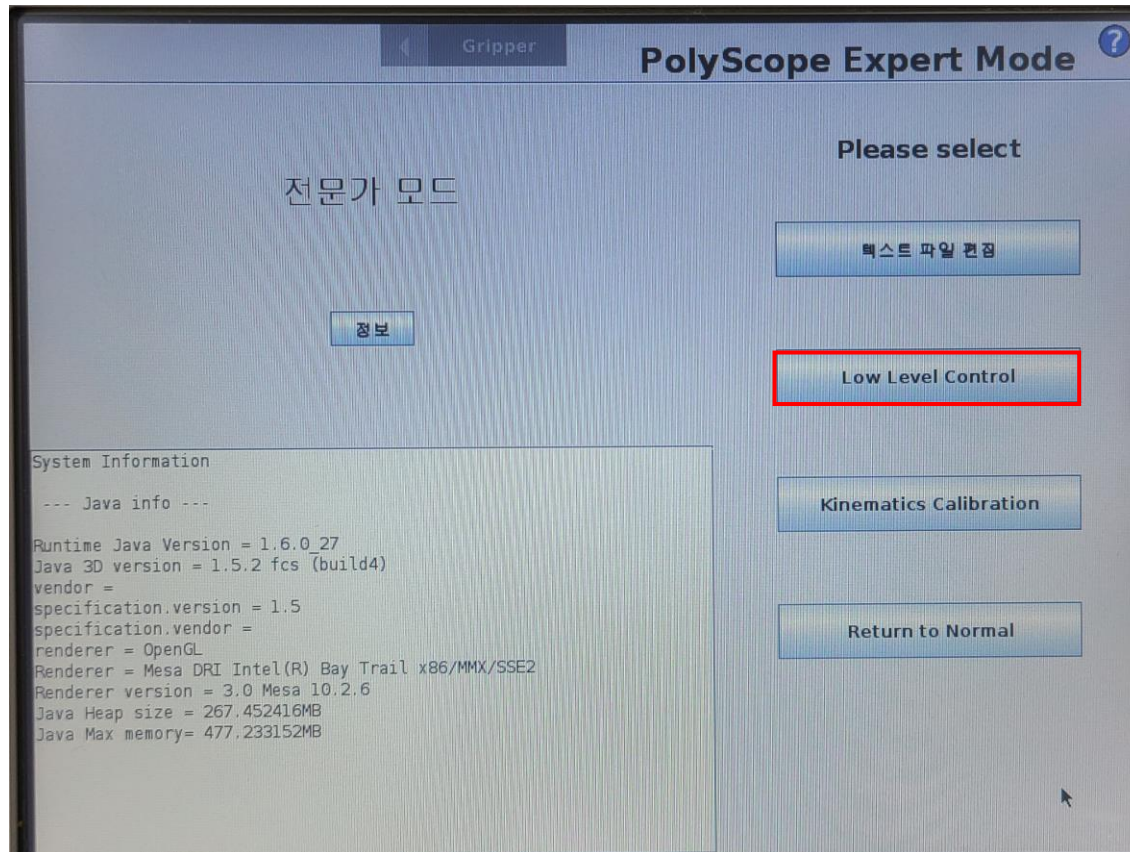 Gripper
PolyScope Expert Mode
?
전문가 모드
정보
System Information
--- Java info ---
Runtime Java Version = 1.6.0_27
Java 3D version = 1.5.2 fcs (build4)
vendor =
specification.version = 1.5
specification.vendor =
renderer = OpenGL
Renderer = Mesa DRI Intel(R) Bay Trail x86/MMX/SSE2
Renderer version = 3.0 Mesa 10.2.6
Java Heap size = 267.452416MB
Java Max memory= 477.233152MB
Please select
텍스트 파일 편집
Low Level Control
Kinematics Calibration
Return to Normal